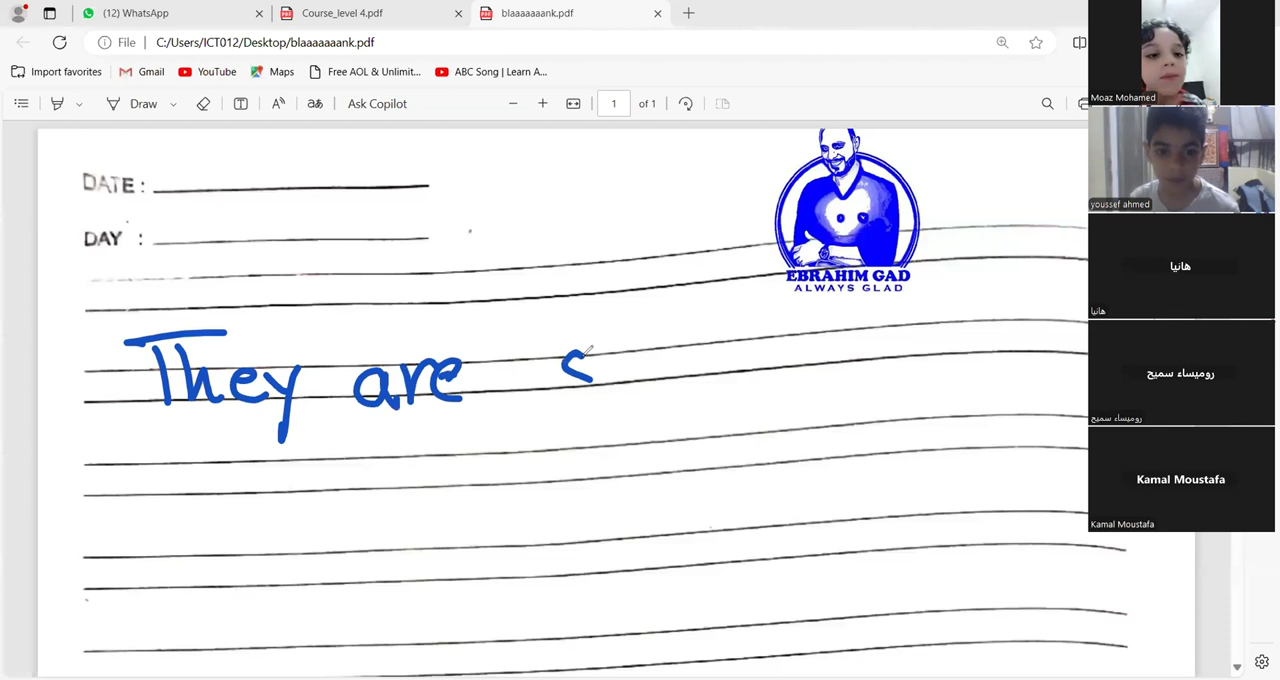 (12) WhatsApp
Course_level 4.pdf
blaaaaaaank.pdf
File
C:/Users/ICT012/Desktop/blaaaaaaank.pdf
Import favorites
Gmail
YouTube
Maps
Free AOL & Unlimit...
ABC Song | Learn A...
Draw
Ask Copilot
1 of 1
DATE:
DAY :
EBRAHIM GAD
ALWAYS GLAD
They are
Moaz Mohamed
youssef ahmed
هانيا
هانيا
روميساء سميح
روميساء سميح
Kamal Moustafa
Kamal Moustafa